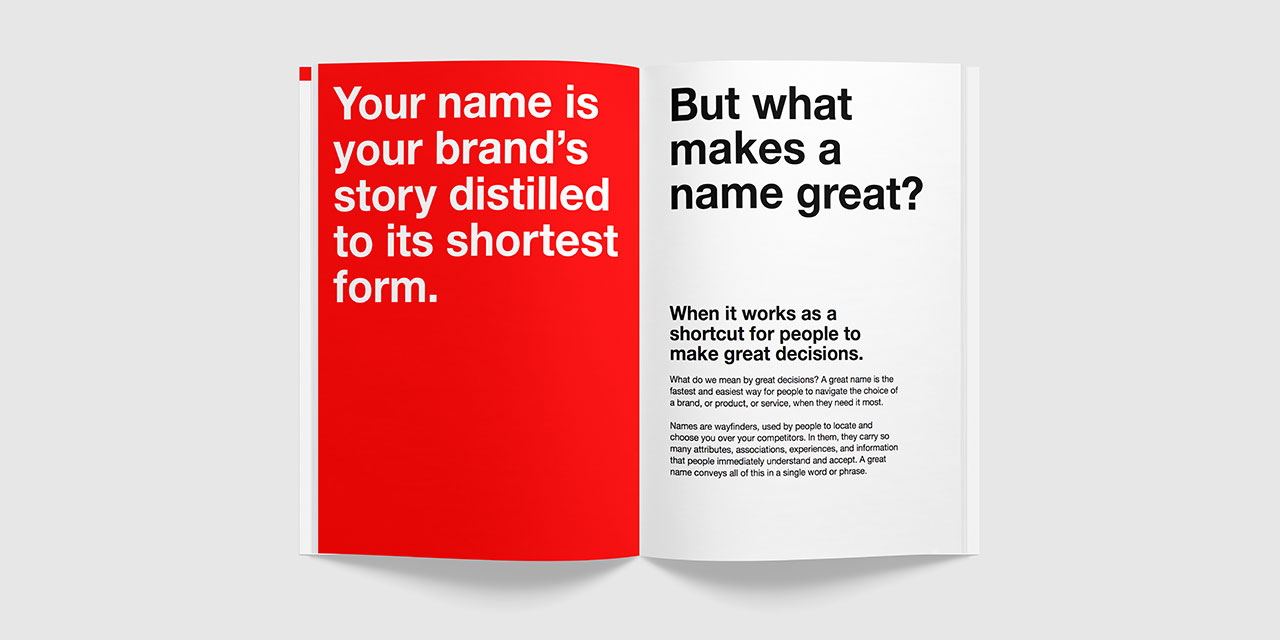 Your name is
your brand’s
story distilled
to its shortest
form.
But what
makes a
name great?
When it works as a
shortcut for people to
make great decisions.
What do we mean by great decisions? A great name is the
fastest and easiest way for people to navigate the choice of
a brand, or product, or service, when they need it most.
Names are wayfinders, used by people to locate and
choose you over your competitors. In them, they carry so
many attributes, associations, experiences, and information
that people immediately understand and accept. A great
name conveys all of this in a single word or phrase.